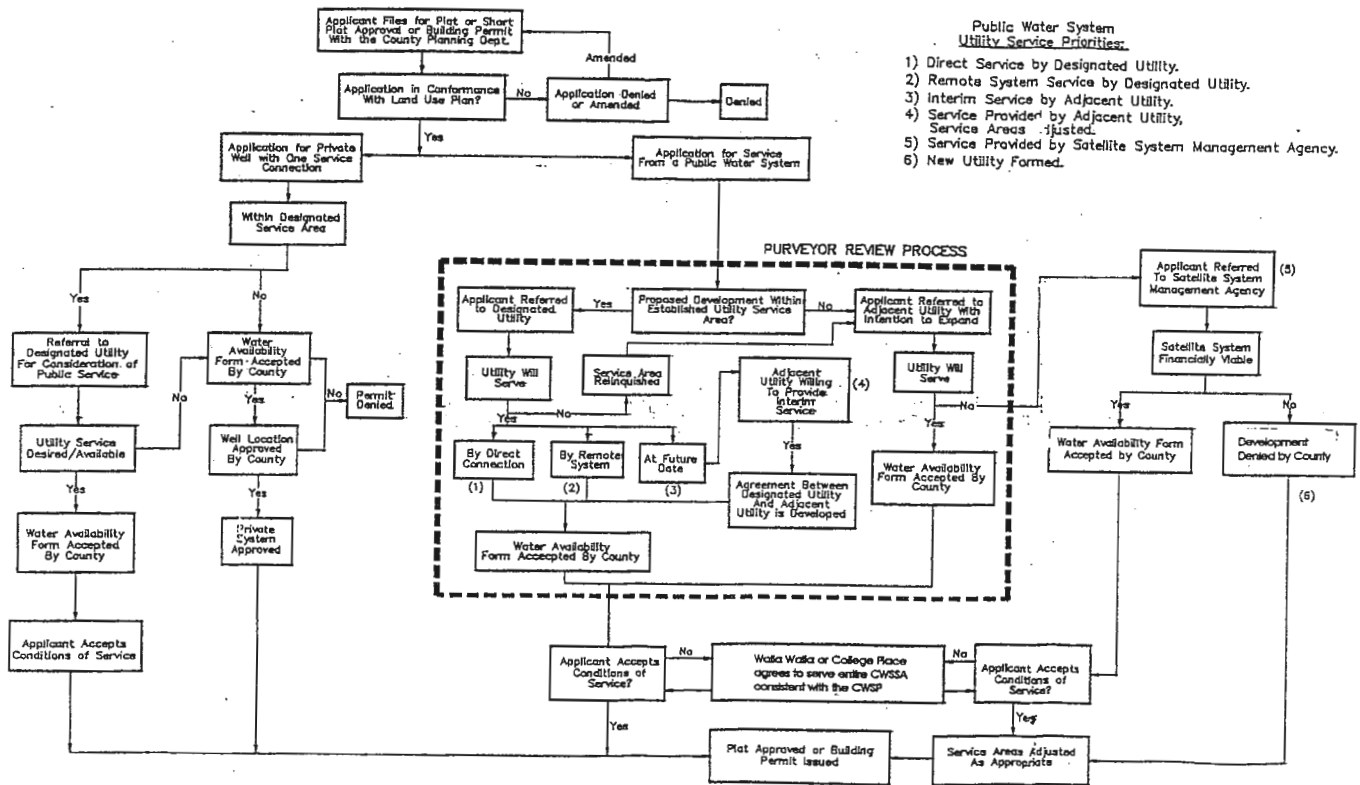 Applicant Files for Plat or Short
Plat Approval or Building Permit
With the County Planning Dept.
Public Water System
Utility Service Priorities:
1) Direct Service by Designated Utility.
2) Remote System Service by Designated Utility.
3) Interim Service by Adjacent Utility.
4) Service Provided by Adjacent Utility,
Service Areas Adjusted.
5) Service Provided by Satellite System Management Agency.
6) New Utility Formed.
Amended
Application in Conformance
With Land Use Plan?
No
Application Denied
or Amended
Denied
Yes
Application for Private
Well with One Service
Connection
Application for Service
From a Public Water System
Within Designated
Service Area
Yes
No
Referral to
Designated Utility
For Consideration of
Public Service
Water
Availability
Form Accepted
By County
No
Permit
Denied
No
Yes
Utility Service
Desired/Available
Well Location
Approved
By County
Yes
Yes
Water Availability
Form Accepted
By County
Private
System
Approved
Applicant Accepts
Conditions of Service
PURVEYOR REVIEW PROCESS
Applicant Referred
to Designated
Utility
Yes
Proposed Development Within
Established Utility Service
Area?
No
Applicant Referred to
Adjacent Utility With
Intention to Expand
Utility Will
Serve
Service Area
Relinquished
Adjacent
Utility Willing
To Provide
Interim
Service
(4)
Utility Will
Serve
No
Yes
No
Yes
Yes
By Direct
Connection
(1)
By Remote
System
(2)
At Future
Date
(3)
Agreement Between
Designated Utility
And Adjacent
Utility is Developed
Water Availability
Form Accepted By
County
Water Availability
Form Accecpted By County
Applicant Referred
To Satellite System
Management Agency
(5)
Satellite System
Financially Viable
Yes
No
Water Availability Form
Accepted by County
Development
Denied by County
(6)
Applicant Accepts
Conditions of
Service?
No
Walla Walla or College Place
agrees to serve entire CWSSA
consistent with the CWSP
No
Applicant Accepts
Conditions of
Service?
Yes
Yes
Plat Approved or Building
Permit Issued
Service Areas Adjusted
As Appropriate